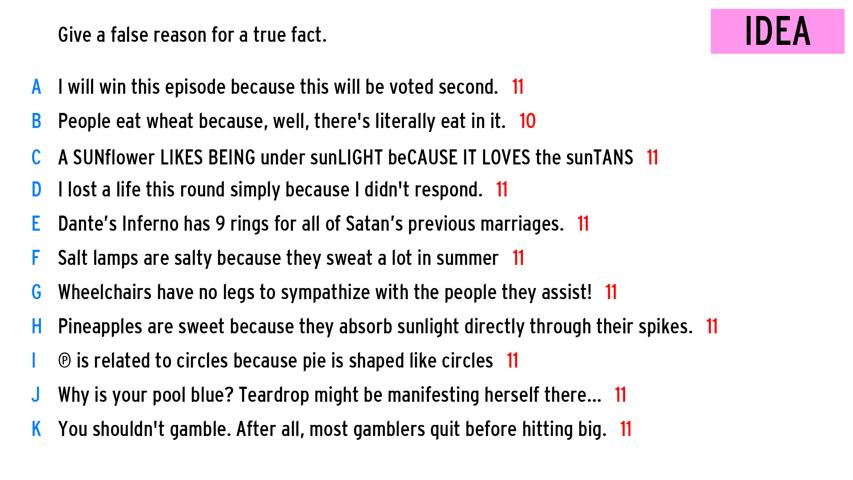 Give a false reason for a true fact.
IDEA
A I will win this episode because this will be voted second. 11
B People eat wheat because, well, there's literally eat in it. 10
C A SUNflower LIKES BEING under sunLIGHT beCAUSE IT LOVES the sunTANS 11
D I lost a life this round simply because I didn't respond. 11
E Dante’s Inferno has 9 rings for all of Satan’s previous marriages. 11
F Salt lamps are salty because they sweat a lot in summer 11
G Wheelchairs have no legs to sympathize with the people they assist! 11
H Pineapples are sweet because they absorb sunlight directly through their spikes. 11
I ℗ is related to circles because pie is shaped like circles 11
J Why is your pool blue? Teardrop might be manifesting herself there... 11
K You shouldn't gamble. After all, most gamblers quit before hitting big. 11